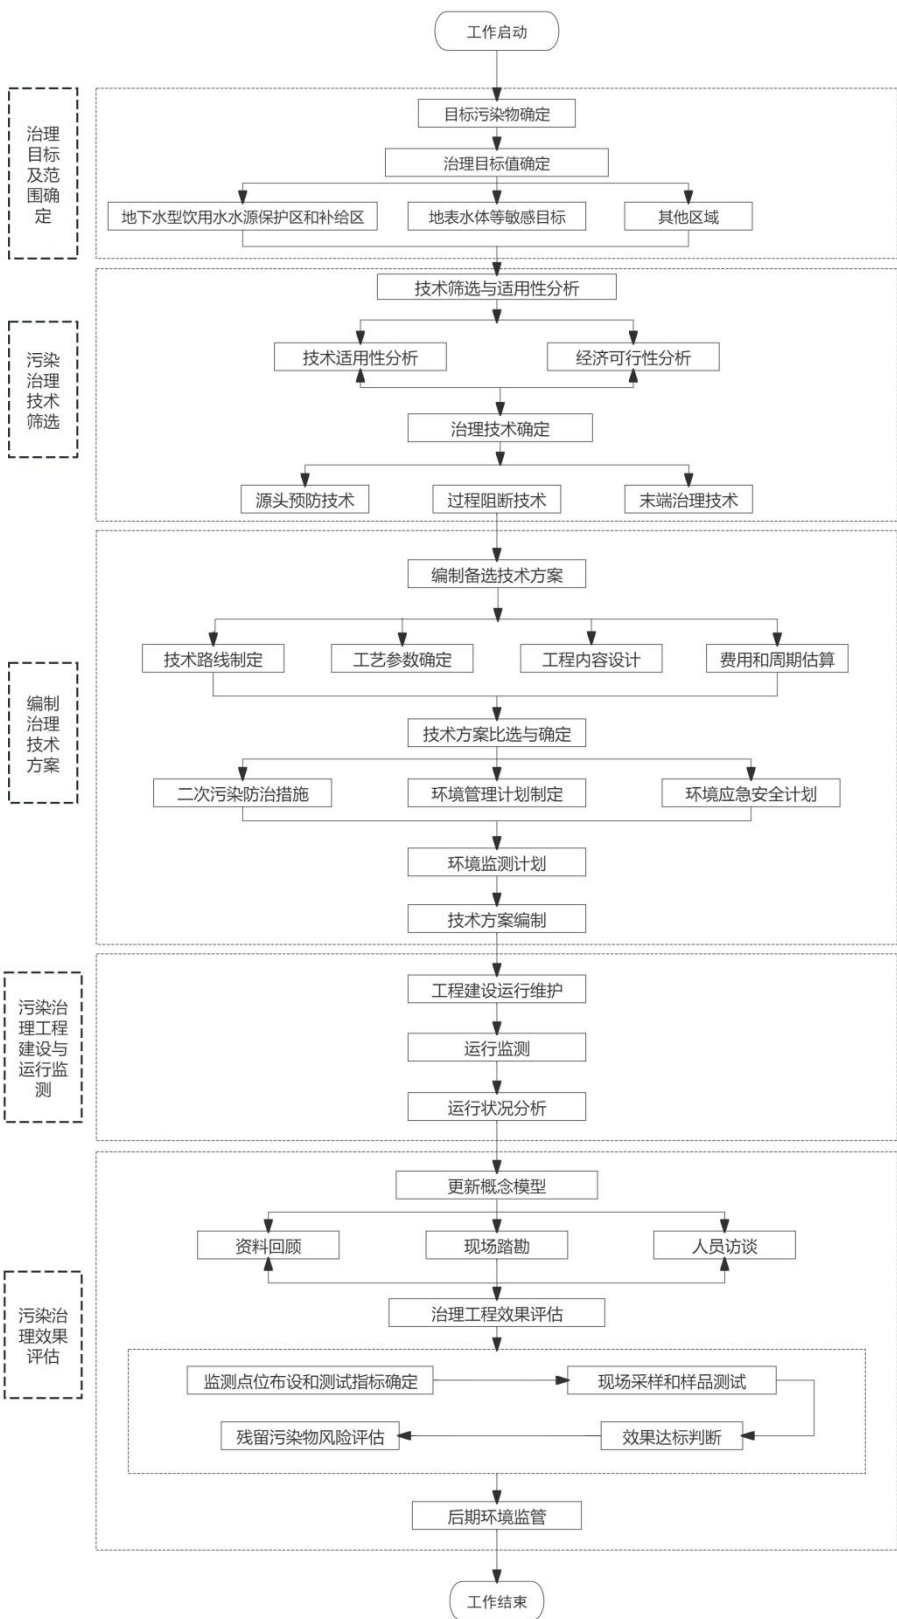 工作启动
治理
目标
及范
围确
定
目标污染物确定
治理目标值确定
地下水型饮用水水源保护区和补给区
地表水体等敏感目标
其他区域
污染
治理
技术
筛选
技术筛选与适用性分析
技术适用性分析
经济可行性分析
治理技术确定
源头预防技术
过程阻断技术
末端治理技术
编制
治理
技术
方案
编制备选技术方案
技术路线制定
工艺参数确定
工程内容设计
费用和周期估算
技术方案比选与确定
二次污染防治措施
环境管理计划制定
环境应急安全计划
环境监测计划
技术方案编制
污染治
理工程
建设与
运行监
测
工程建设运行维护
运行监测
运行状况分析
污染治
理效果
评估
更新概念模型
资料回顾
现场踏勘
人员访谈
治理工程效果评估
监测点位布设和测试指标确定
现场采样和样品测试
残留污染物风险评估
效果达标判断
后期环境监管
工作结束